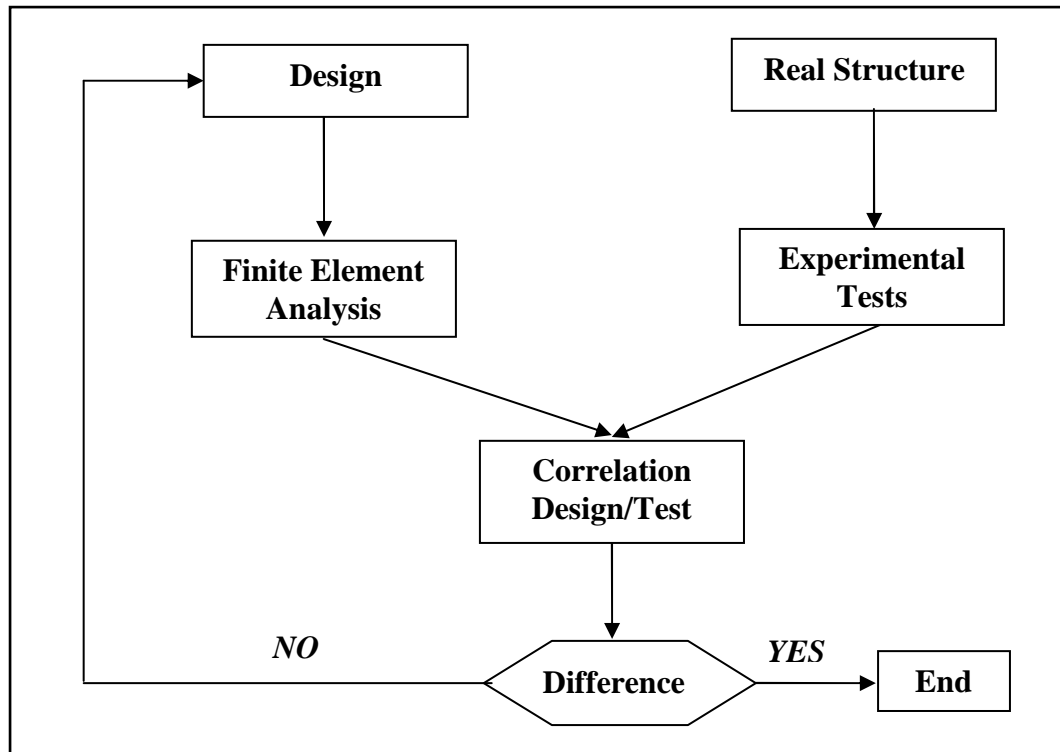 Design
Real Structure
Finite Element
Analysis
Experimental
Tests
Correlation
Design/Test
NO
YES
Difference
End